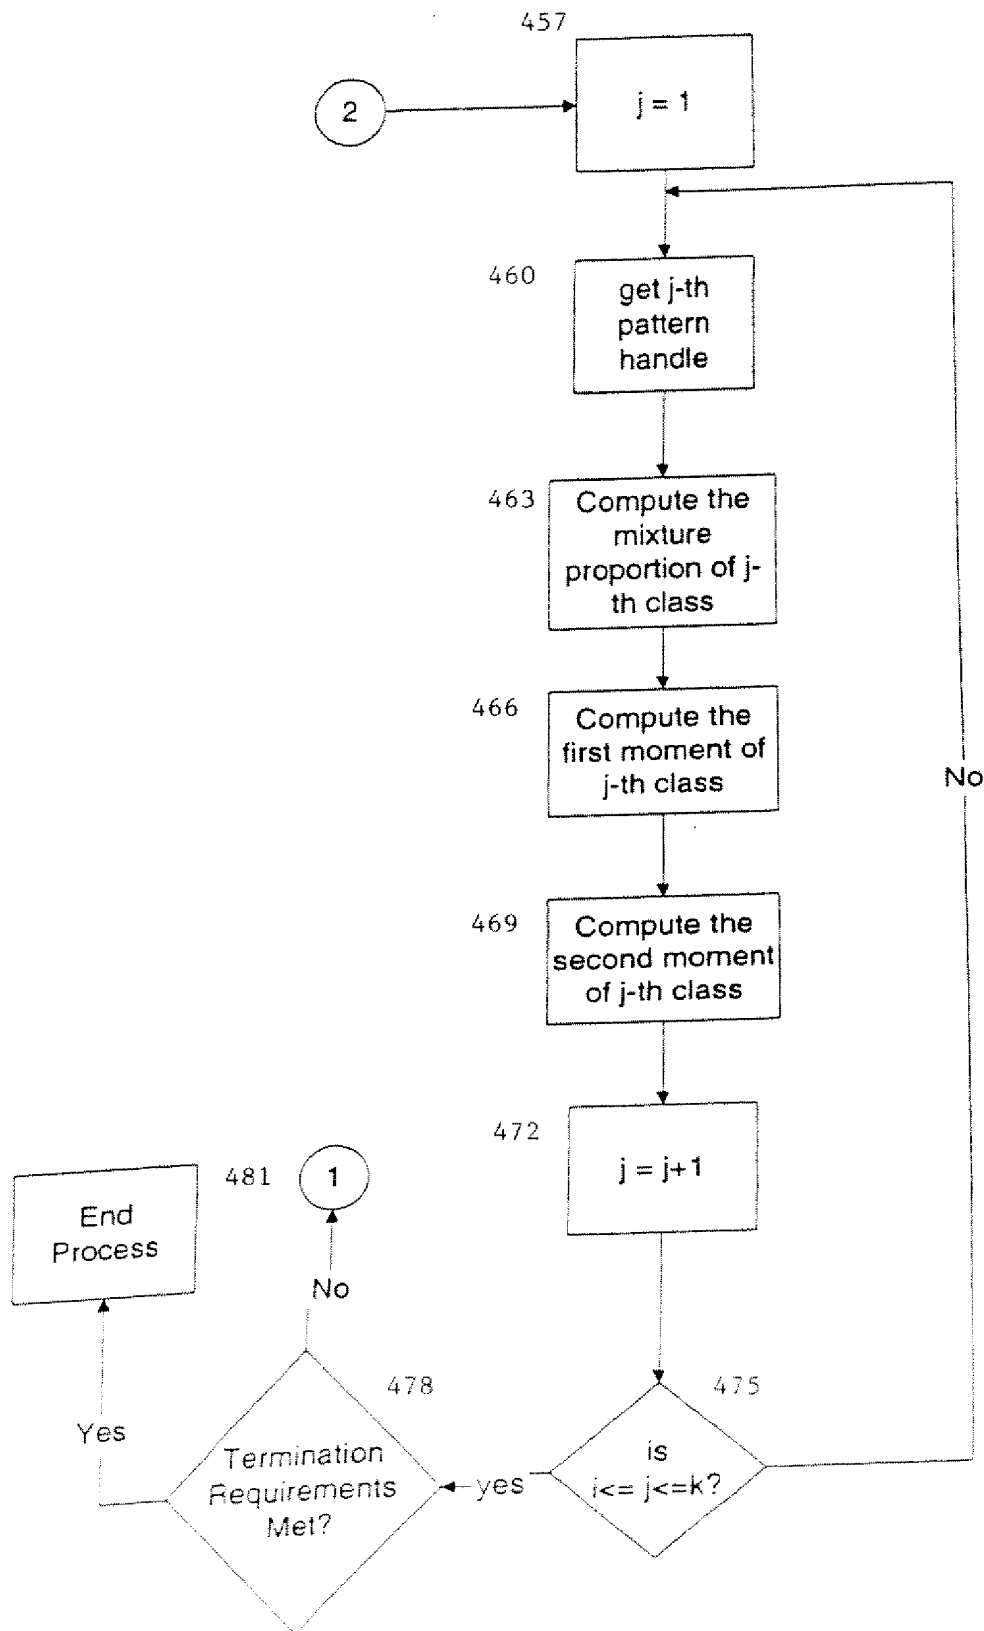 457
2
j = 1
460
get j-th
pattern
handle
463
Compute the
mixture
proportion of j-
th class
466
Compute the
first moment of
j-th class
No
469
Compute the
second moment
of j-th class
472
j = j+1
481
1
End
Process
No
478
475
Yes
Termination
Requirements
Met?
yes
is
i<= j<=k?